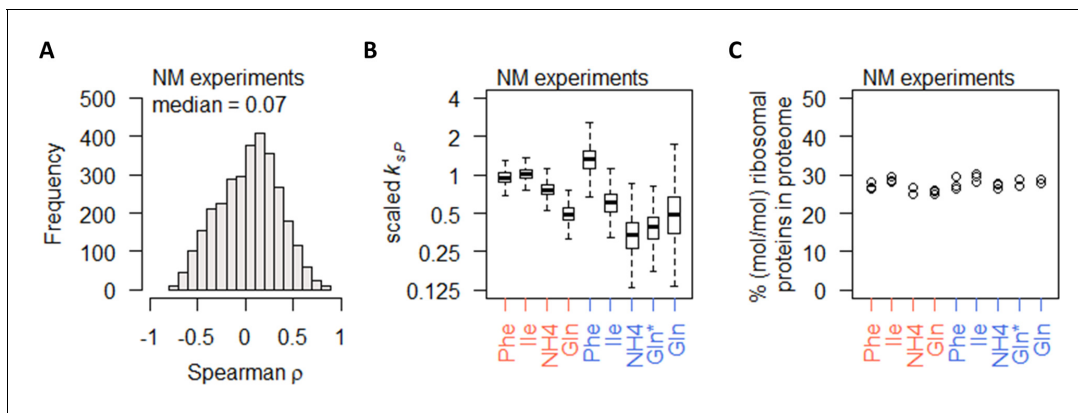 A
NM experiments
median = 0.07
500
400
300
200
100
0
Frequency
-1
-0.5
0
0.5
1
Spearman ρ
B
NM experiments
4
2
1
0.5
0.25
0.125
scaled ksP
Phe
Ile
NH4
Gln
Phe
Ile
NH4
Gln*
Gln
C
NM experiments
50
40
30
20
10
0
% (mol/mol) ribosomal
proteins in proteome
Phe
Ile
NH4
Gln
Phe
Ile
NH4
Gln*
Gln